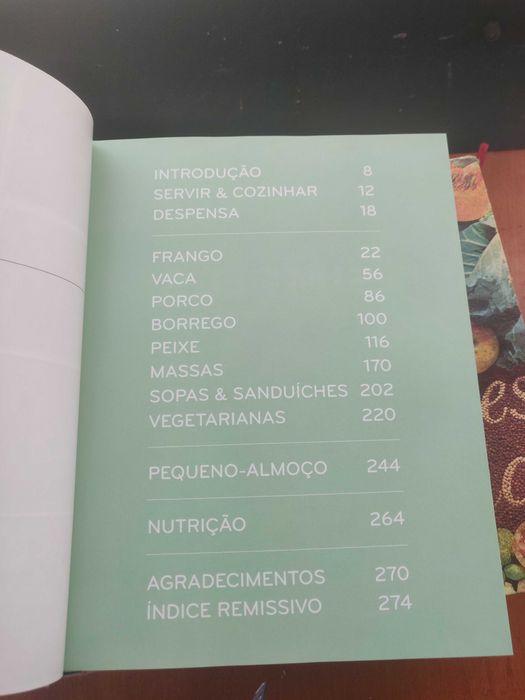 INTRODUÇÃO 8
SERVIR & COZINHAR 12
DESPENSA 18
FRANGO 22
VACA 56
PORCO 86
BORREGO 100
PEIXE 116
MASSAS 170
SOPAS & SANDUÍCHES 202
VEGETARIANAS 220
PEQUENO-ALMOÇO 244
NUTRIÇÃO 264
AGRADECIMENTOS 270
ÍNDICE REMISSIVO 274